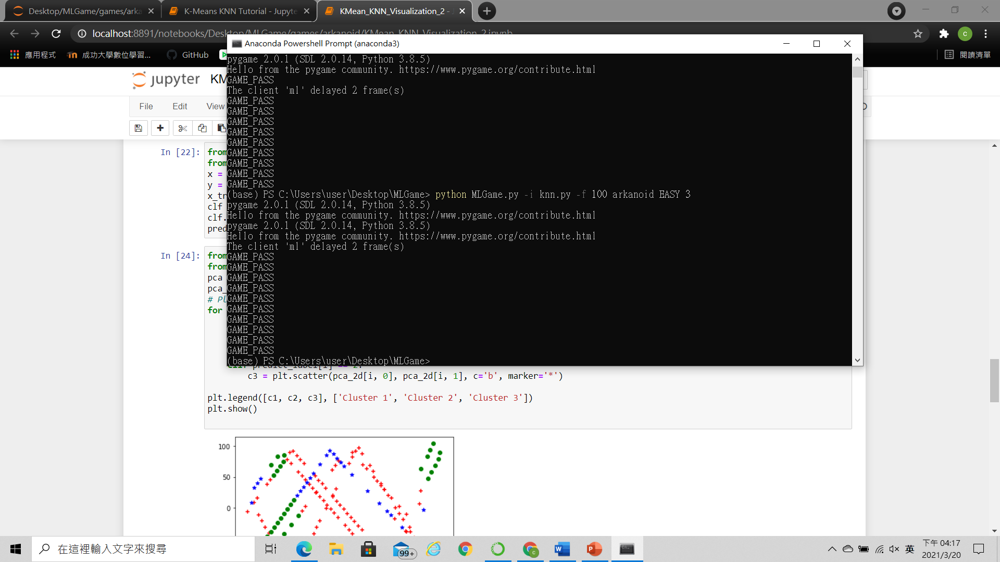 Desktop/MLGame/games/arka
K-Means KNN Tutorial - Jupyte
KMean_KNN_Visualization_2 -
localhost:8891/notebooks/Desktop/MLGame/games/arkanoid/KMean_KNN_Visualization_2.ipynb
C
應用程式
成功大學數位學習...
GitHub
閱讀清單
Anaconda Powershell Prompt (anaconda3)
jupyter KM
File Edit View
pygame 2.0.1 (SDL 2.0.14, Python 3.8.5)
Hello from the pygame community. https://www.pygame.org/contribute.html
GAME_PASS
The client 'ml' delayed 2 frame(s)
GAME_PASS
GAME_PASS
GAME_PASS
GAME_PASS
GAME_PASS
GAME_PASS
GAME_PASS
GAME_PASS
GAME_PASS
(base) PS C:\Users\user\Desktop\MLGame> python MLGame.py -i knn.py -f 100 arkanoid EASY 3
pygame 2.0.1 (SDL 2.0.14, Python 3.8.5)
Hello from the pygame community. https://www.pygame.org/contribute.html
pygame 2.0.1 (SDL 2.0.14, Python 3.8.5)
Hello from the pygame community. https://www.pygame.org/contribute.html
The client 'ml' delayed 2 frame(s)
GAME_PASS
GAME_PASS
GAME_PASS
GAME_PASS
GAME_PASS
GAME_PASS
GAME_PASS
GAME_PASS
GAME_PASS
GAME_PASS
(base) PS C:\Users\user\Desktop\MLGame>
In [22]:
from
from
x =
y =
x_tr
clf
clf.
pred
In [24]:
from
from
pca
pca_
# Pl
for
elif predict_label[i] == 2:
c3 = plt.scatter(pca_2d[i, 0], pca_2d[i, 1], c='b', marker='*')
plt.legend([c1, c2, c3], ['Cluster 1', 'Cluster 2', 'Cluster 3'])
plt.show()
100
50
0
在這裡輸入文字來搜尋
99+
英
下午 04:17
2021/3/20